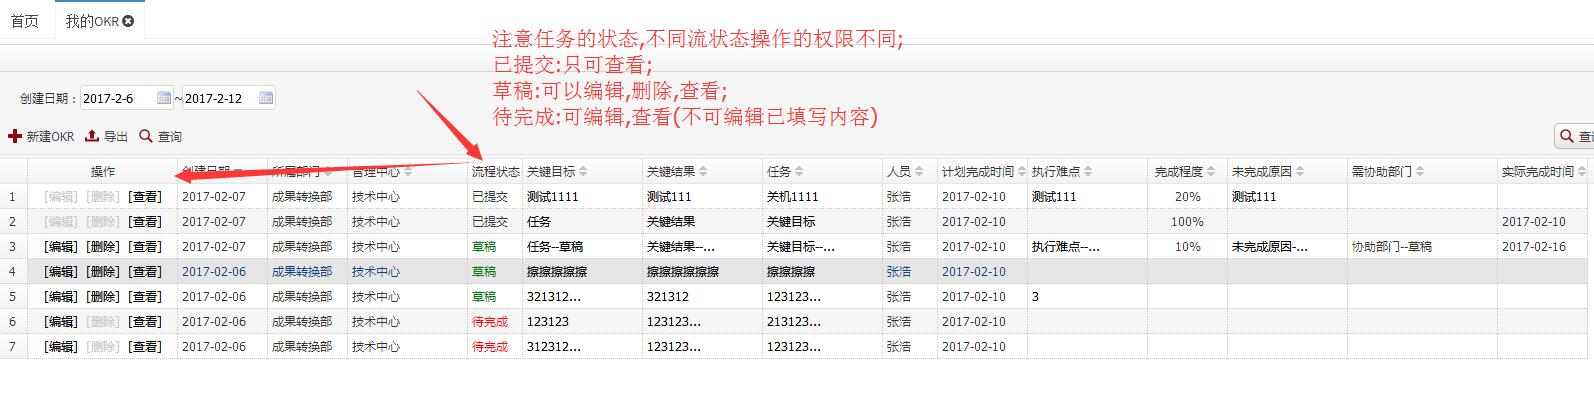 首页 我的OKR
注意任务的状态,不同流状态操作的权限不同;
已提交:只可查看;
草稿:可以编辑,删除,查看;
待完成:可编辑,查看(不可编辑已填写内容)
创建日期: 2017-2-6 ~ 2017-2-12
新建OKR 导出 查询
操作 创建日期 所属部门 管理中心 流程状态 关键目标 关键结果 任务 人员 计划完成时间 执行难点 完成程度 未完成原因 需协助部门 实际完成时间
1 [编辑] [删除] [查看] 2017-02-07 成果转换部 技术中心 已提交 测试1111 测试111 关机1111 张浩 2017-02-10 测试111 20% 测试111
2 [编辑] [删除] [查看] 2017-02-07 成果转换部 技术中心 已提交 任务 关键结果 关键目标 张浩 2017-02-10 100% 2017-02-10
3 [编辑] [删除] [查看] 2017-02-07 成果转换部 技术中心 草稿 任务--草稿 关键结果--... 关键目标--... 张浩 2017-02-10 执行难点--... 10% 未完成原因-... 协助部门--草稿 2017-02-16
4 [编辑] [删除] [查看] 2017-02-06 成果转换部 技术中心 草稿 擦擦擦擦擦 擦擦擦擦擦擦 擦擦擦擦 张浩 2017-02-10
5 [编辑] [删除] [查看] 2017-02-06 成果转换部 技术中心 草稿 321312... 321312 123123... 张浩 2017-02-10 3
6 [编辑] [删除] [查看] 2017-02-06 成果转换部 技术中心 待完成 123123 123123... 213123... 张浩 2017-02-10
7 [编辑] [删除] [查看] 2017-02-06 成果转换部 技术中心 待完成 312312... 123123... 123123... 张浩 2017-02-10